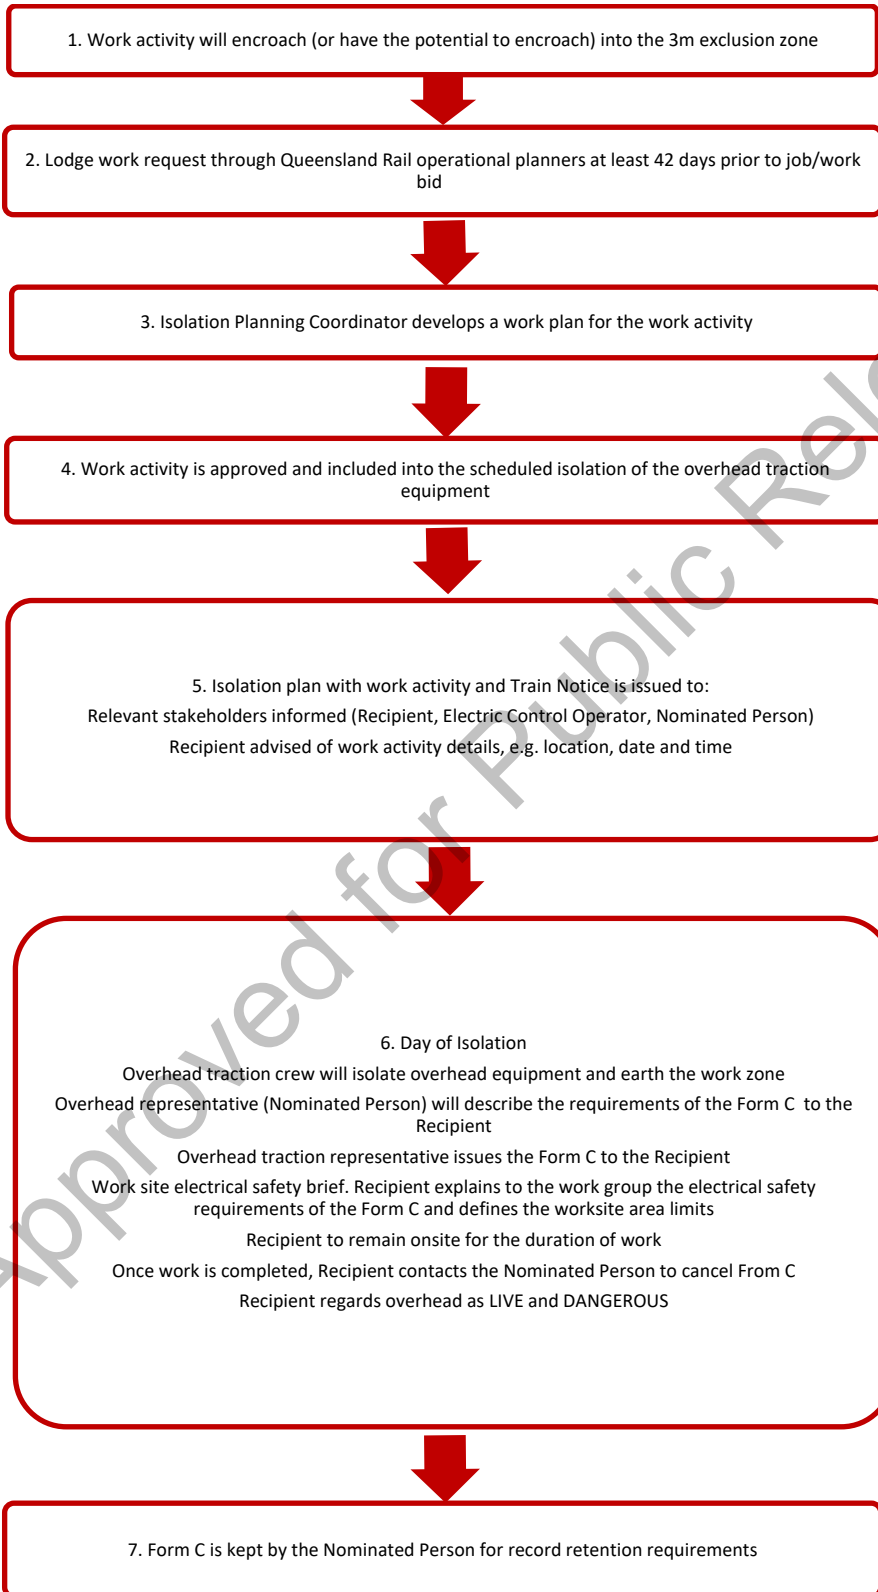 1. Work activity will encroach (or have the potential to encroach) into the 3m exclusion zone
2. Lodge work request through Queensland Rail operational planners at least 42 days prior to job/work
bid
3. Isolation Planning Coordinator develops a work plan for the work activity
4. Work activity is approved and included into the scheduled isolation of the overhead traction
equipment
5. Isolation plan with work activity and Train Notice is issued to:
Relevant stakeholders informed (Recipient, Electric Control Operator, Nominated Person)
Recipient advised of work activity details, e.g. location, date and time
6. Day of Isolation
Overhead traction crew will isolate overhead equipment and earth the work zone
Overhead representative (Nominated Person) will describe the requirements of the Form C to the
Recipient
Overhead traction representative issues the Form C to the Recipient
Work site electrical safety brief. Recipient explains to the work group the electrical safety
requirements of the Form C and defines the worksite area limits
Recipient to remain onsite for the duration of work
Once work is completed, Recipient contacts the Nominated Person to cancel From C
Recipient regards overhead as LIVE and DANGEROUS
7. Form C is kept by the Nominated Person for record retention requirements
Approved for Public Rele